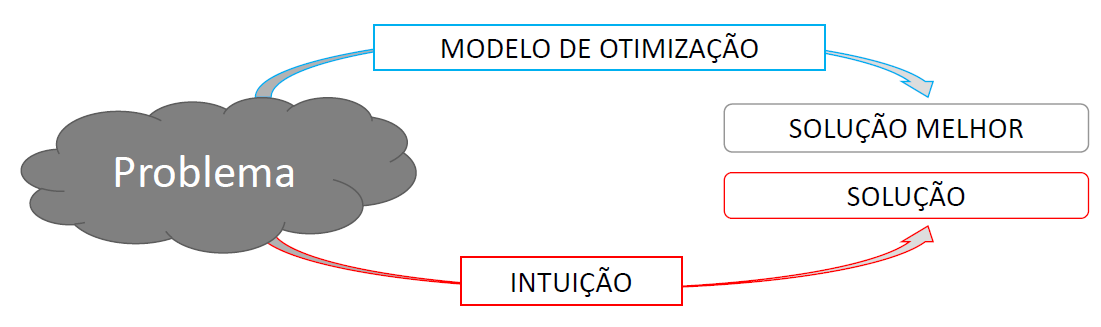 MODELO DE OTIMIZAÇÃO
SOLUÇÃO MELHOR
Problema
SOLUÇÃO
INTUIÇÃO